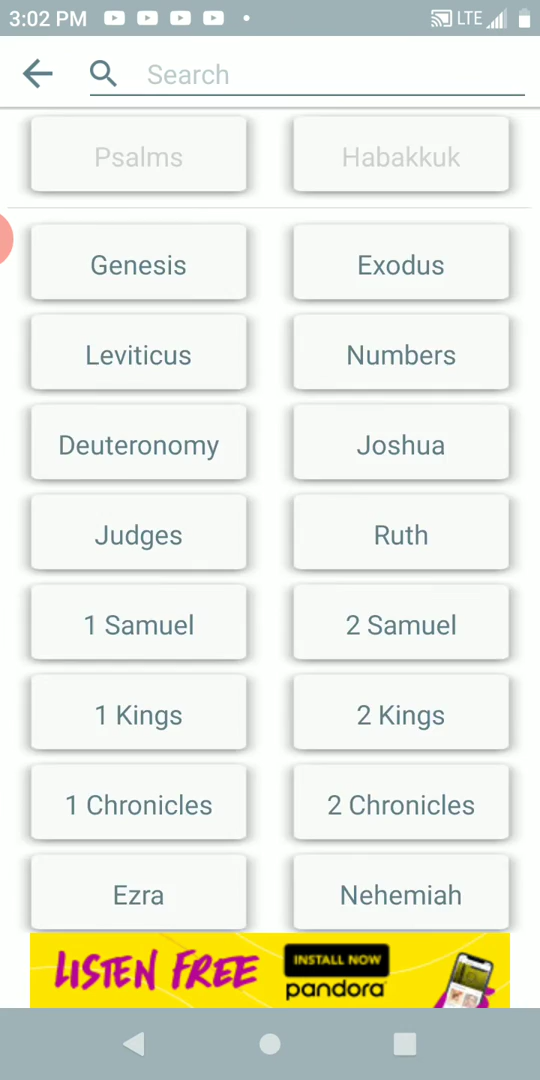 3:02 PM LTE
Search
Psalms Habakkuk
Genesis Exodus
Leviticus Numbers
Deuteronomy Joshua
Judges Ruth
1 Samuel 2 Samuel
1 Kings 2 Kings
1 Chronicles 2 Chronicles
Ezra Nehemiah
LISTEN FREE INSTALL NOW
pandora